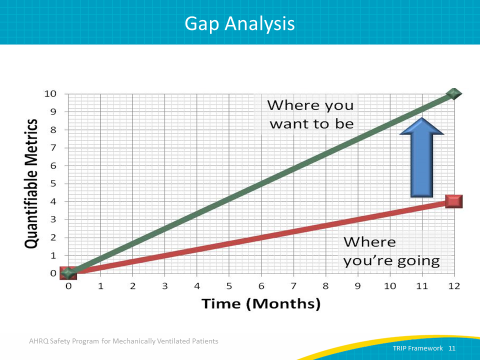 Gap Analysis
Quantifiable Metrics
10
9
8
7
6
5
4
3
2
1
0
Where you
want to be
Where
you're going
0 1 2 3 4 5 6 7 8 9 10 11 12
Time (Months)
AHRQ Safety Program for Mechanically Ventilated Patients
TRIP Framework 11